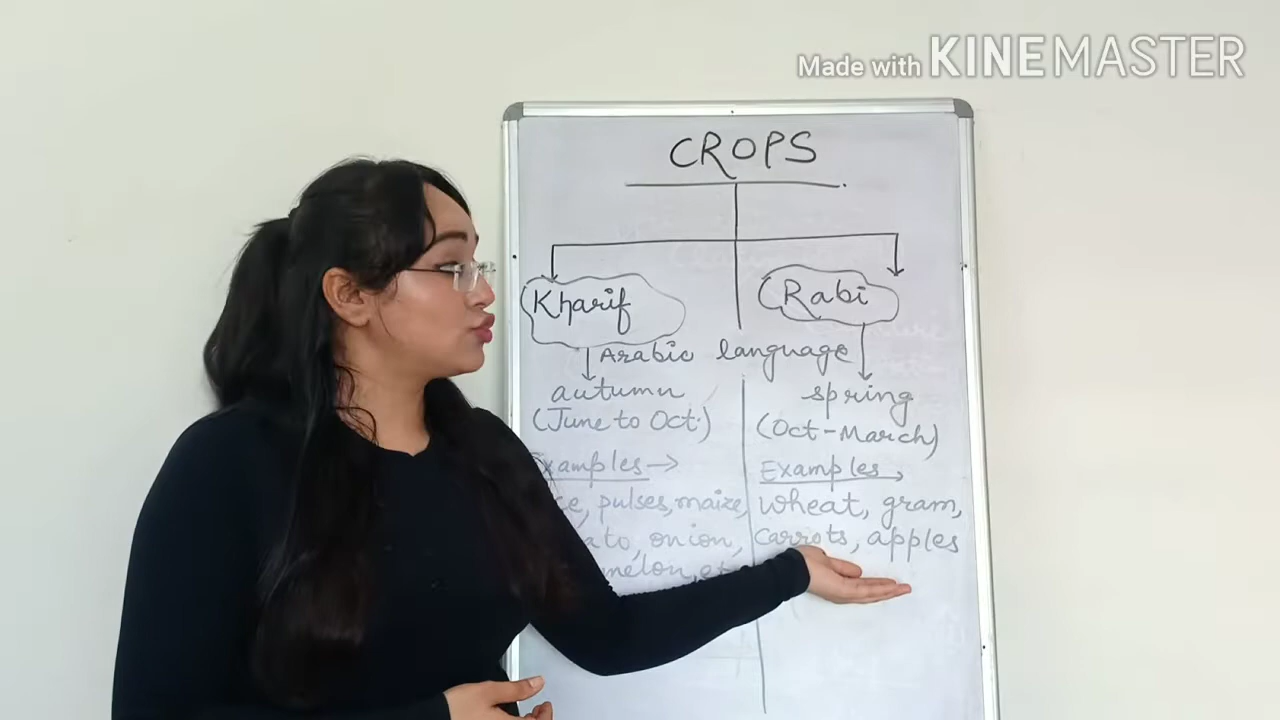 Made with KINEMASTER
CROPS
Kharif
Rabi
Arabic language
autumn
(June to Oct.)
Examples →
pulses, maize,
onion,
spring
(Oct-March)
Examples
wheat, gram,
carrots, apples